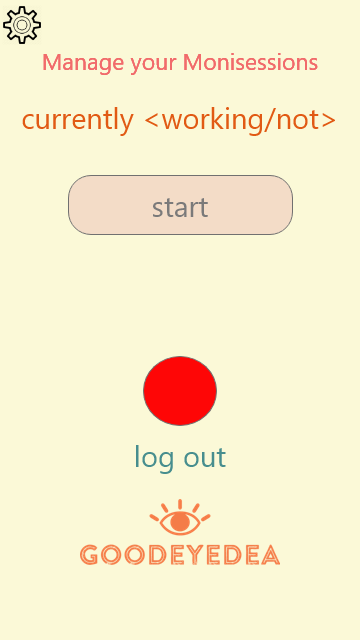 Manage your Monisessions
currently <working/not>
start
log out
GOODEYEDEA